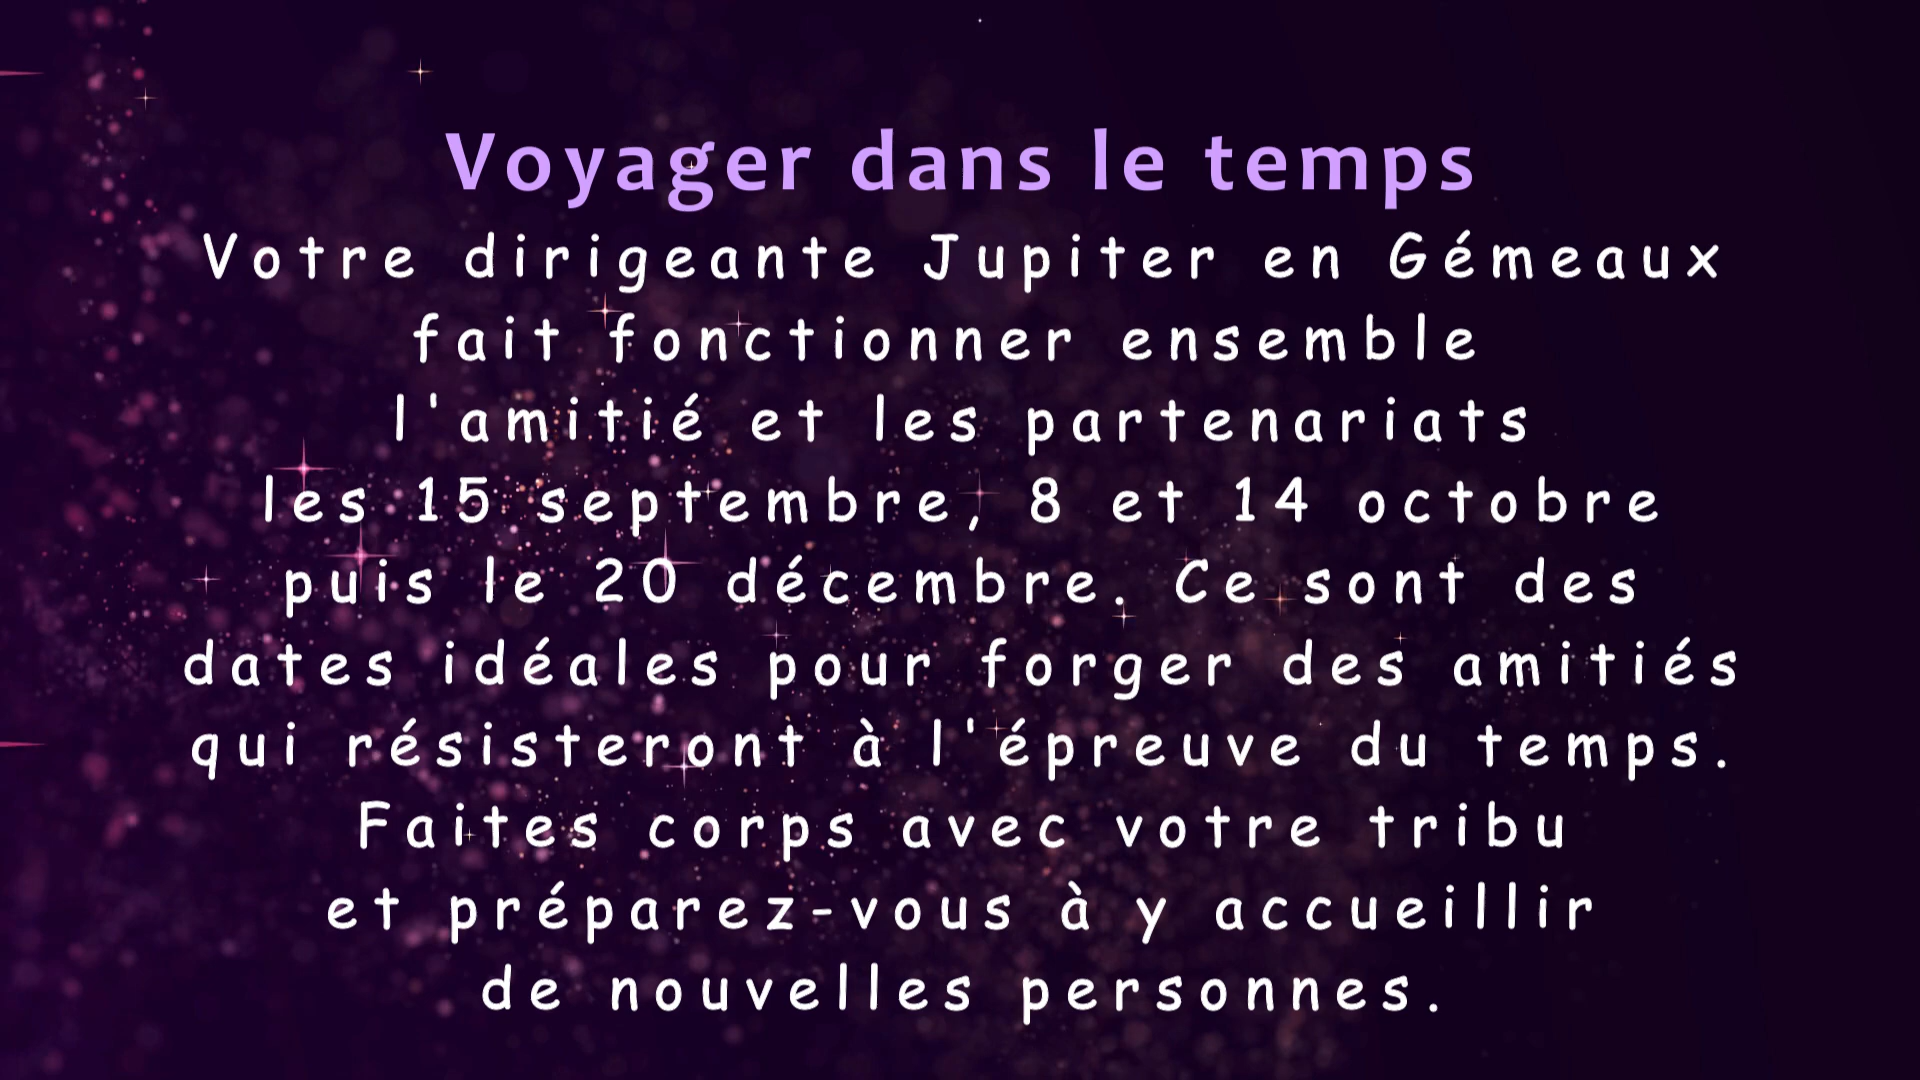 Voyager dans le temps
Votre dirigeante Jupiter en Gémeaux
fait fonctionner ensemble
l'amitié et les partenariats
les 15 septembre, 8 et 14 octobre
puis le 20 décembre. Ce sont des
dates idéales pour forger des amitiés
qui résisteront à l'épreuve du temps.
Faites corps avec votre tribu
et préparez-vous à y accueillir
de nouvelles personnes.